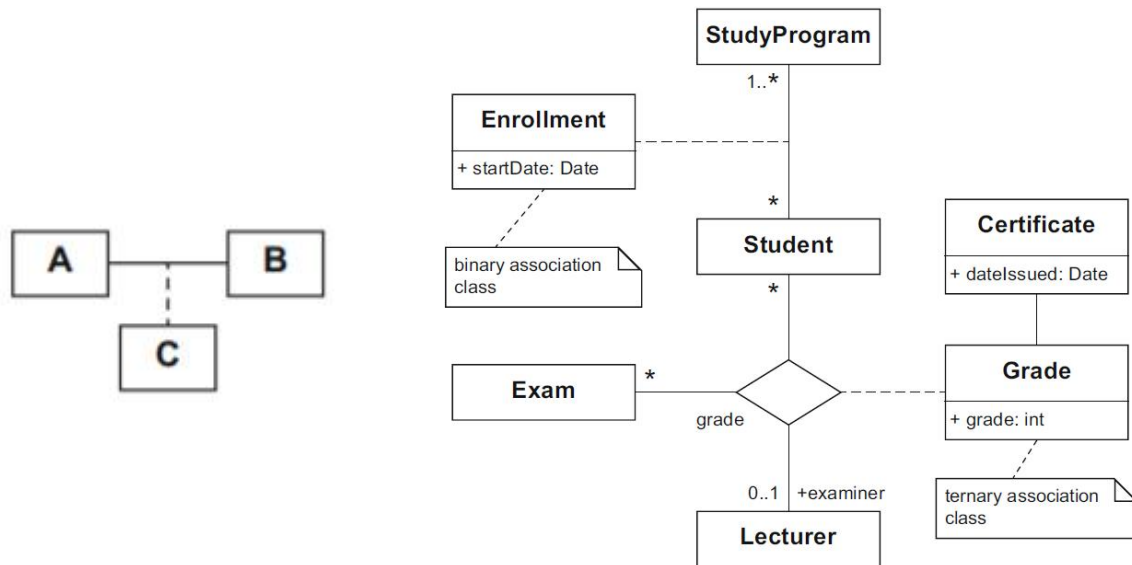 A
B
C
StudyProgram
1..*
Enrollment
+ startDate: Date
binary association
class
*
Student
*
Certificate
+ dateIssued: Date
Exam
*
grade
Grade
+ grade: int
ternary association
class
0..1
+examiner
Lecturer